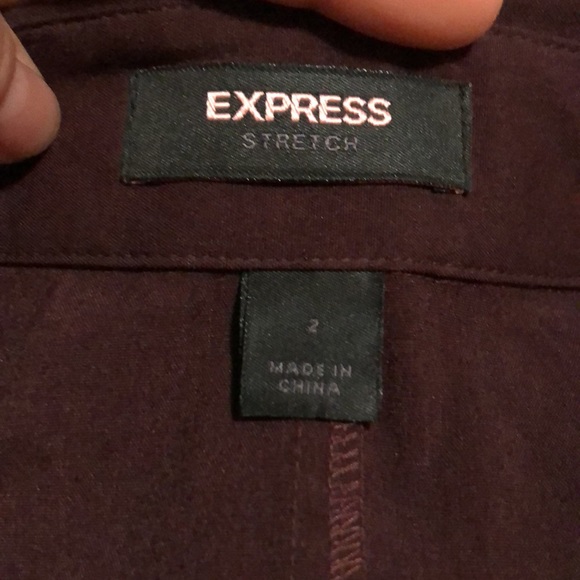 EXPRESS
STRETCH
2
MADE IN
CHINA